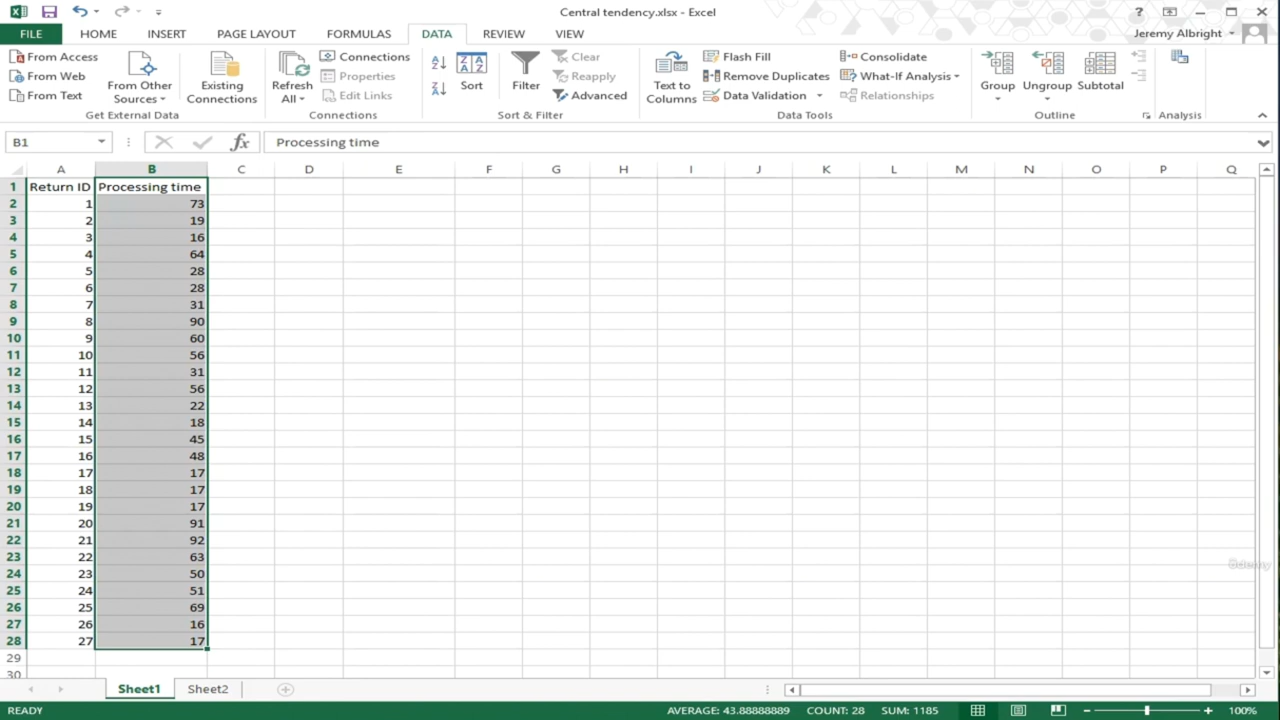 Central tendency.xlsx - Excel
?
FILE HOME INSERT PAGE LAYOUT FORMULAS DATA REVIEW VIEW Jeremy Albright
From Access
From Web
From Text
From Other Sources
Existing Connections
Get External Data
Refresh All
Connections
Properties
Edit Links
Connections
Sort
Filter
Clear
Reapply
Advanced
Sort & Filter
Text to Columns
Flash Fill
Remove Duplicates
Data Validation
Consolidate
What-If Analysis
Relationships
Data Tools
Group
Ungroup
Subtotal
Outline
Analysis
B1 fx Processing time
A B C D E F G H I J K L M N O P Q
1 Return ID Processing time
2 1 73
3 2 19
4 3 16
5 4 64
6 5 28
7 6 28
8 7 31
9 8 90
10 9 60
11 10 56
12 11 31
13 12 56
14 13 22
15 14 18
16 15 45
17 16 48
18 17 17
19 18 17
20 19 17
21 20 91
22 21 92
23 22 63
24 23 50
25 24 51
26 25 69
27 26 16
28 27 17
29
30
Udemy
Sheet1 Sheet2
READY AVERAGE: 43.88888889 COUNT: 28 SUM: 1185 100%